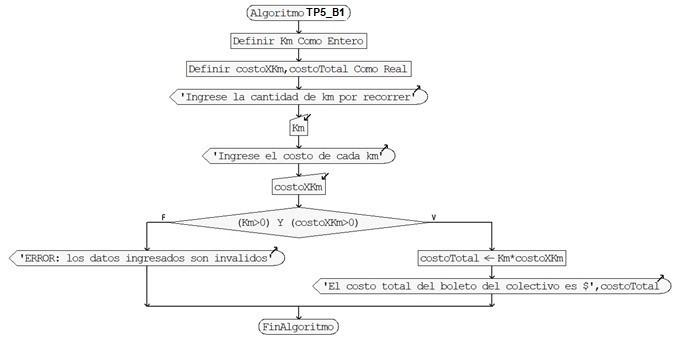 Algoritmo TP5_B1
Definir Km Como Entero
Definir costoXKm,costoTotal Como Real
'Ingrese la cantidad de km por recorrer'
Km
'Ingrese el costo de cada km'
costoXKm
F
(Km>0) Y (costoXKm>0)
V
'ERROR: los datos ingresados son invalidos'
costoTotal ← Km*costoXKm
'El costo total del boleto del colectivo es $',costoTotal
FinAlgoritmo